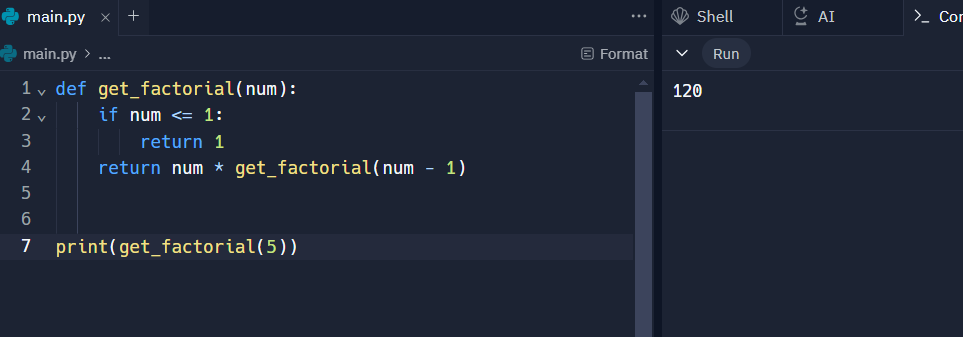 main.py × +
... Shell AI >_ Cor
main.py > ... Format
Run
1 def get_factorial(num):
2 if num <= 1:
3 return 1
4 return num * get_factorial(num - 1)
5
6
7 print(get_factorial(5))
120